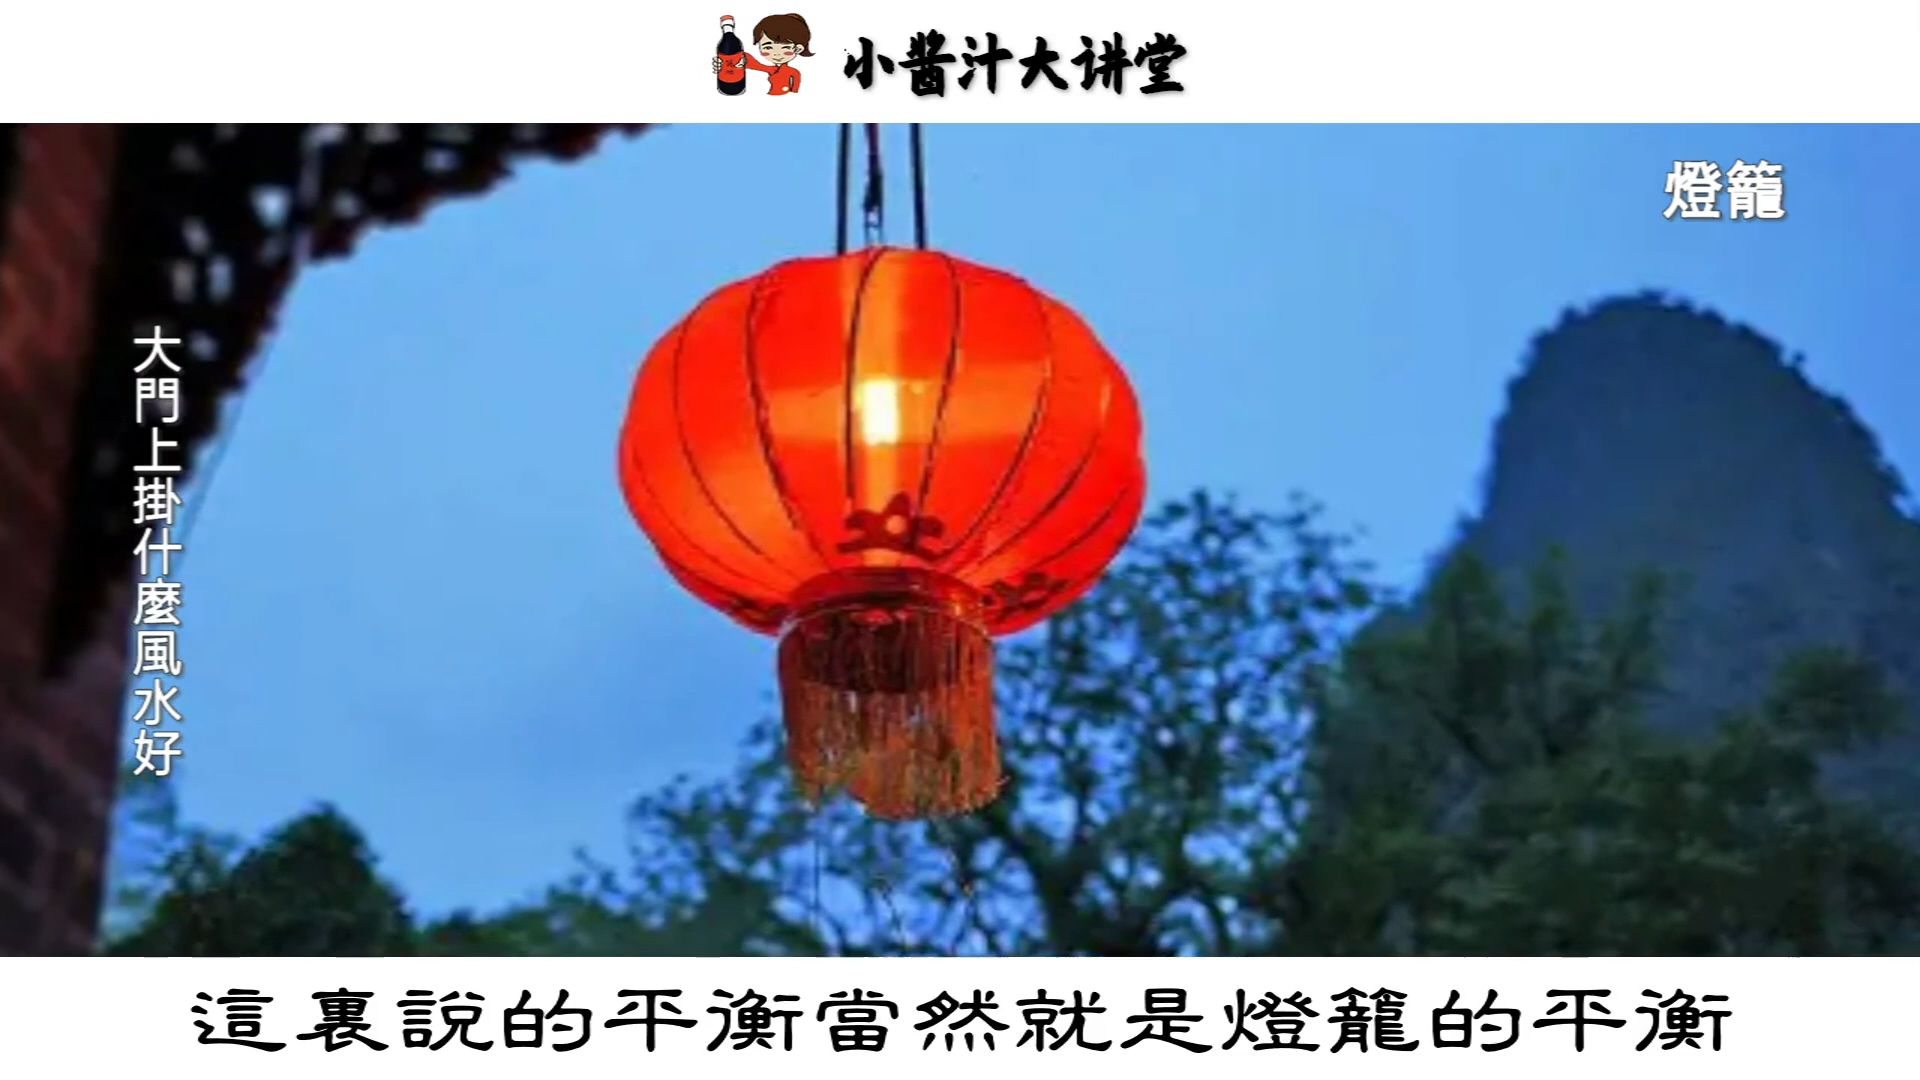 小酱汁大讲堂
燈籠
大門上掛什麼風水好
這裏說的平衡當然就是燈籠的平衡